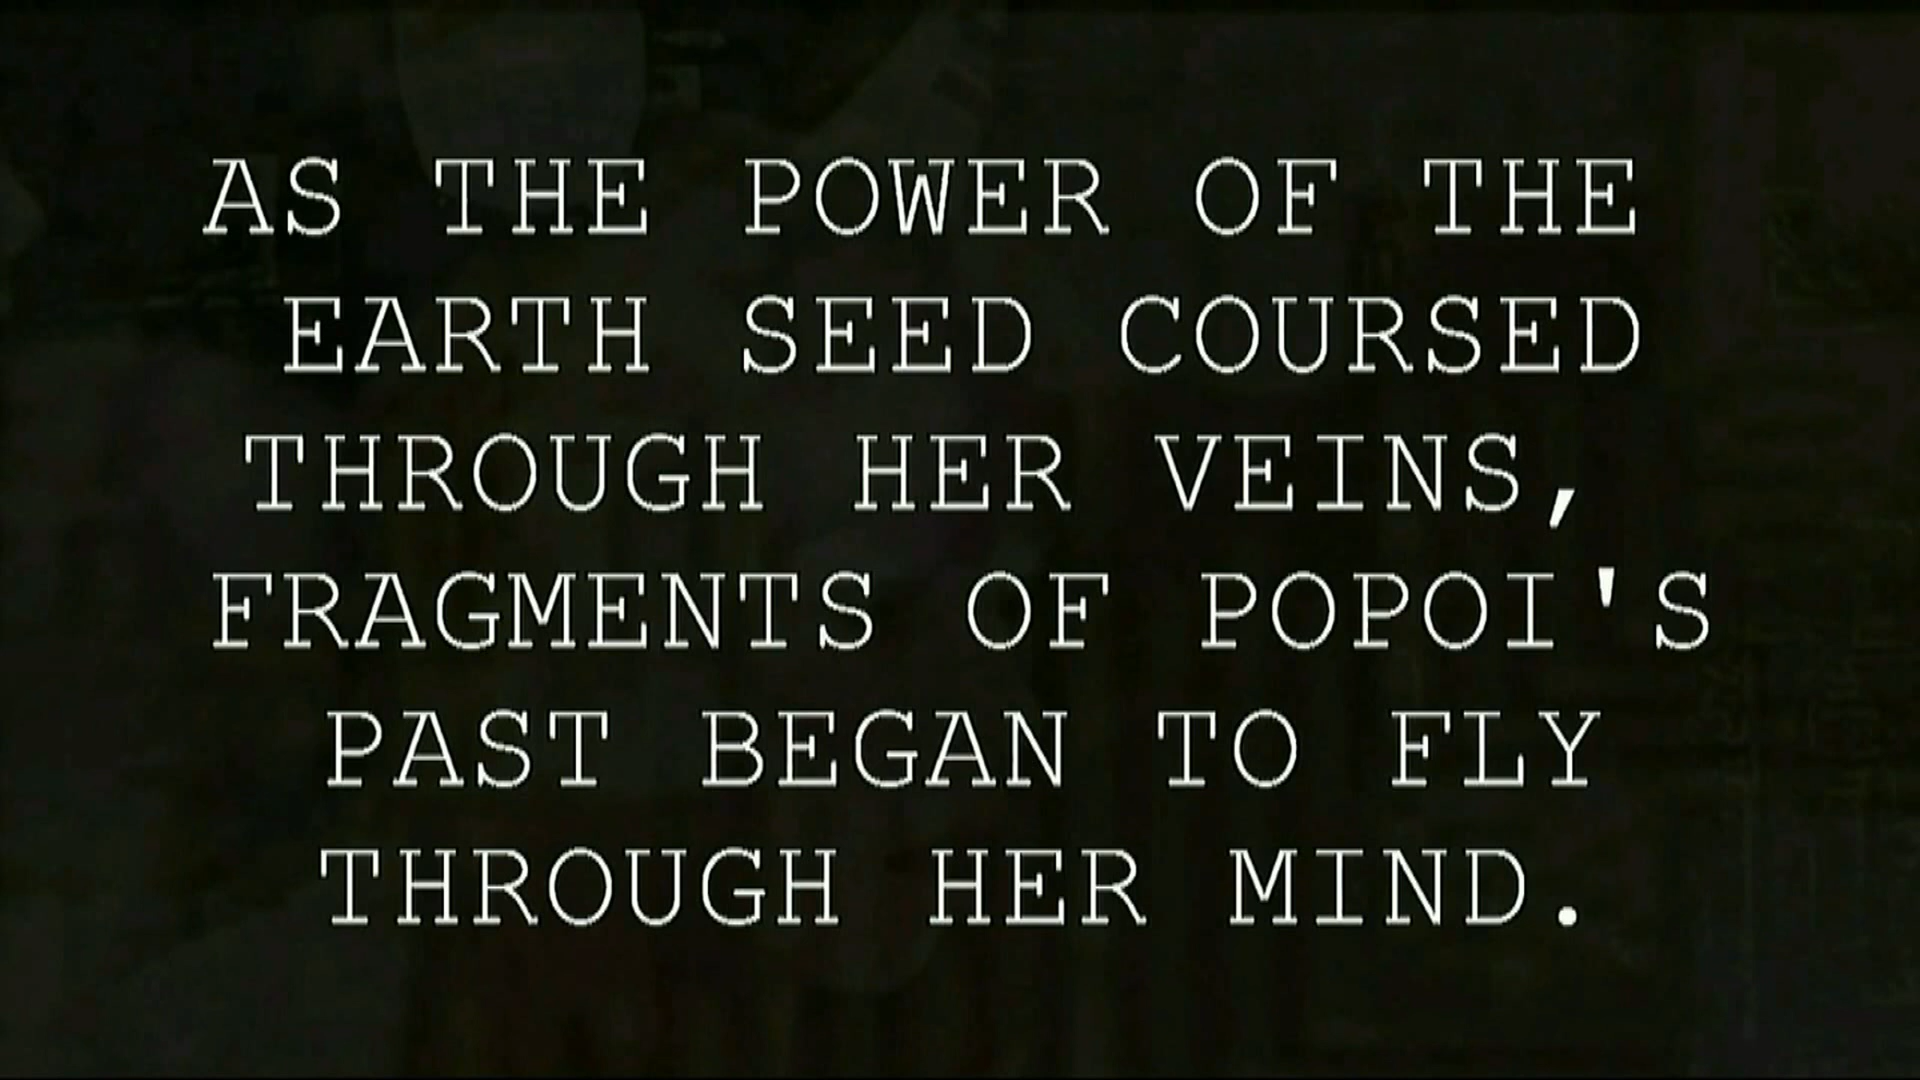 AS THE POWER OF THE
EARTH SEED COURSED
THROUGH HER VEINS,
FRAGMENTS OF POPOI'S
PAST BEGAN TO FLY
THROUGH HER MIND.